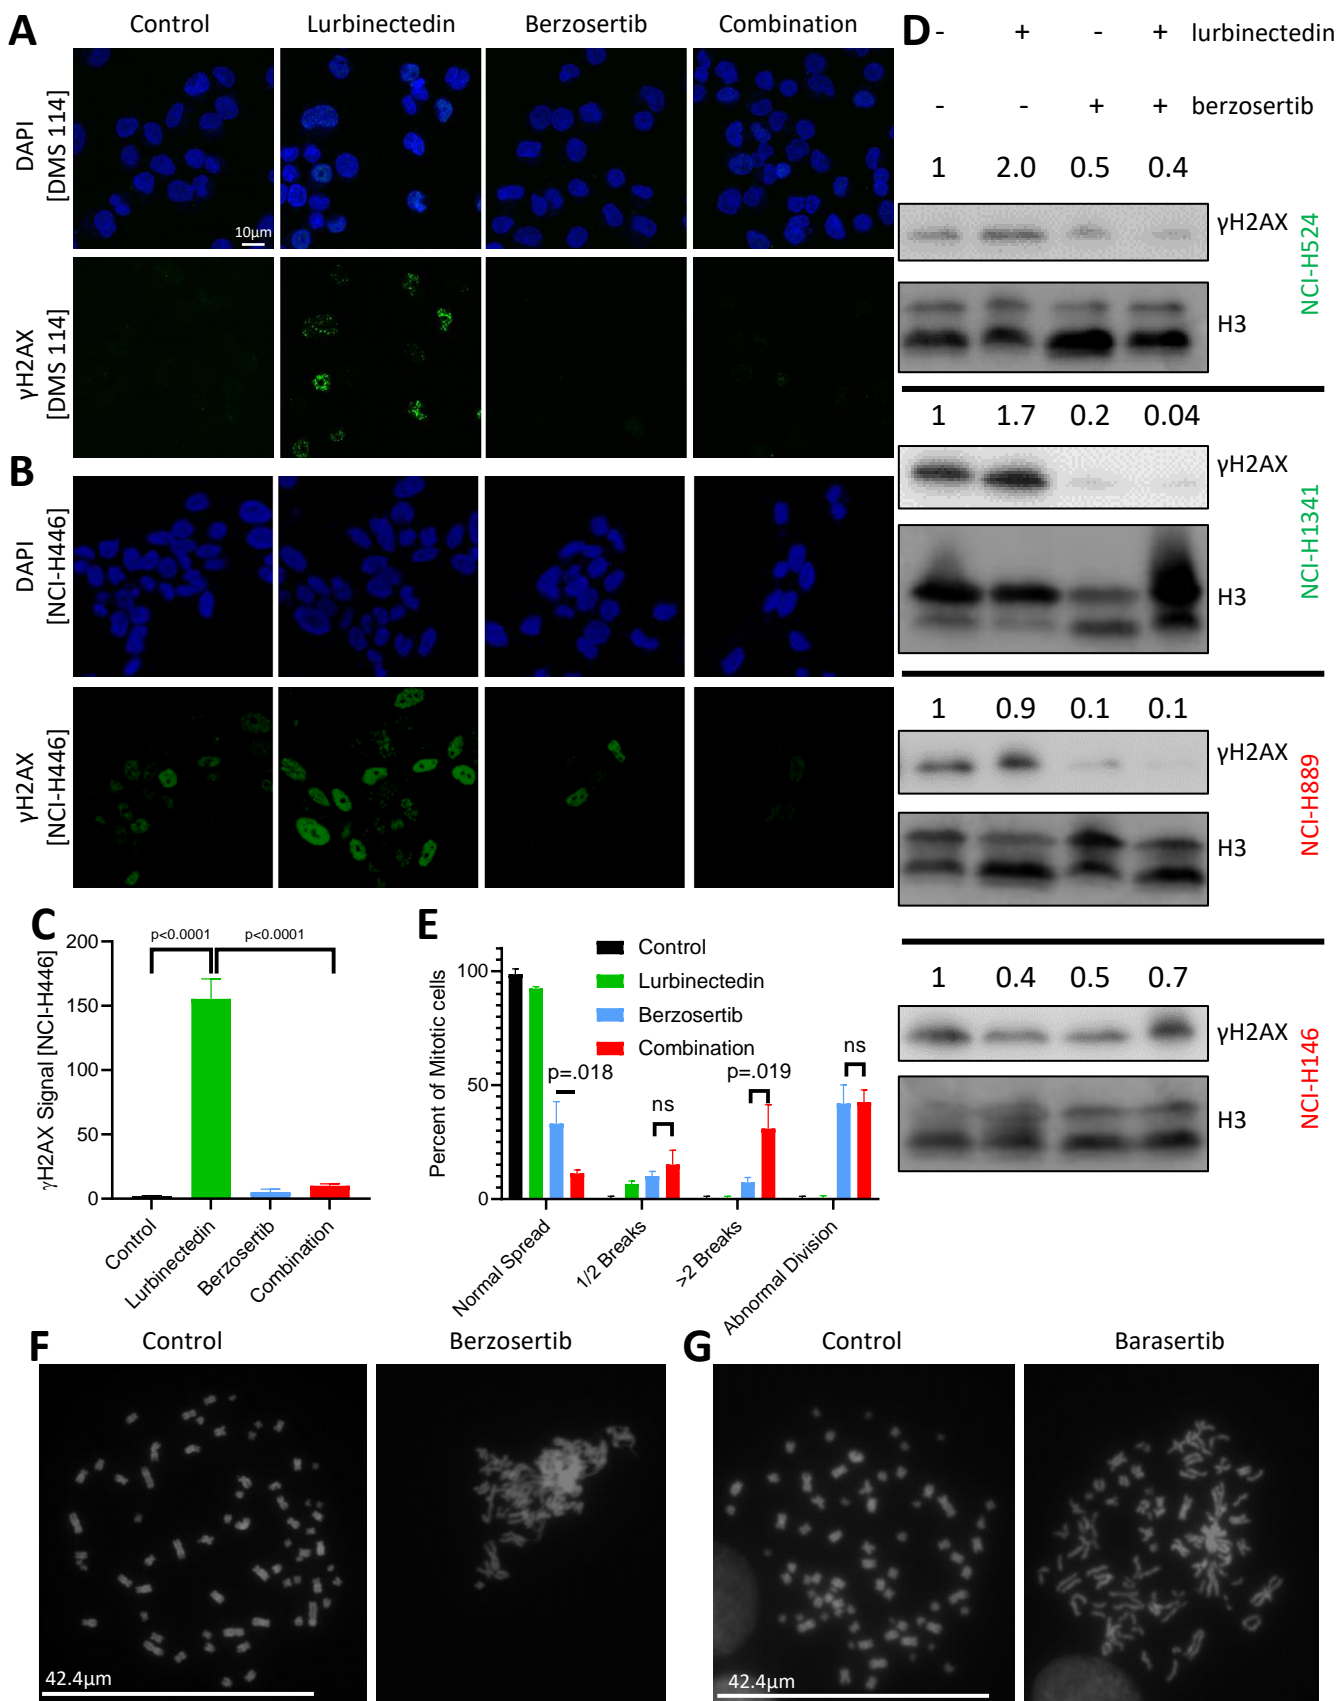 A
Control
Lurbinectedin
Berzosertib
Combination
DAPI
[DMS 114]
10μm
γH2AX
[DMS 114]
B
DAPI
[NCI-H446]
γH2AX
[NCI-H446]
C
γH2AX Signal [NCI-H446]
200
150
100
50
0
p<0.0001
p<0.0001
Control
Lurbinectedin
Berzosertib
Combination
D
- + - + lurbinectedin
- - + + berzosertib
1 2.0 0.5 0.4
γH2AX
H3
NCI-H524
1 1.7 0.2 0.04
γH2AX
H3
NCI-H1341
1 0.9 0.1 0.1
γH2AX
H3
NCI-H889
1 0.4 0.5 0.7
γH2AX
H3
NCI-H146
E
Percent of Mitotic cells
100
50
0
Control
Lurbinectedin
Berzosertib
Combination
p=.018
ns
p=.019
ns
Normal Spread
1/2 Breaks
>2 Breaks
Abnormal Division
F
Control
Berzosertib
42.4μm
G
Control
Barasertib
42.4μm